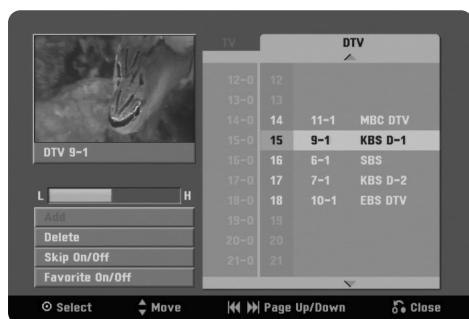 TV DTV
12-0 12
13-0 13
14-0 14 11-1 MBC DTV
15-0 15 9-1 KBS D-1
16-0 16 6-1 SBS
17-0 17 7-1 KBS D-2
18-0 18 10-1 EBS DTV
19-0 19
20-0 20
21-0 21
DTV 9-1
L H
Add
Delete
Skip On/Off
Favorite On/Off
Select Move Page Up/Down Close